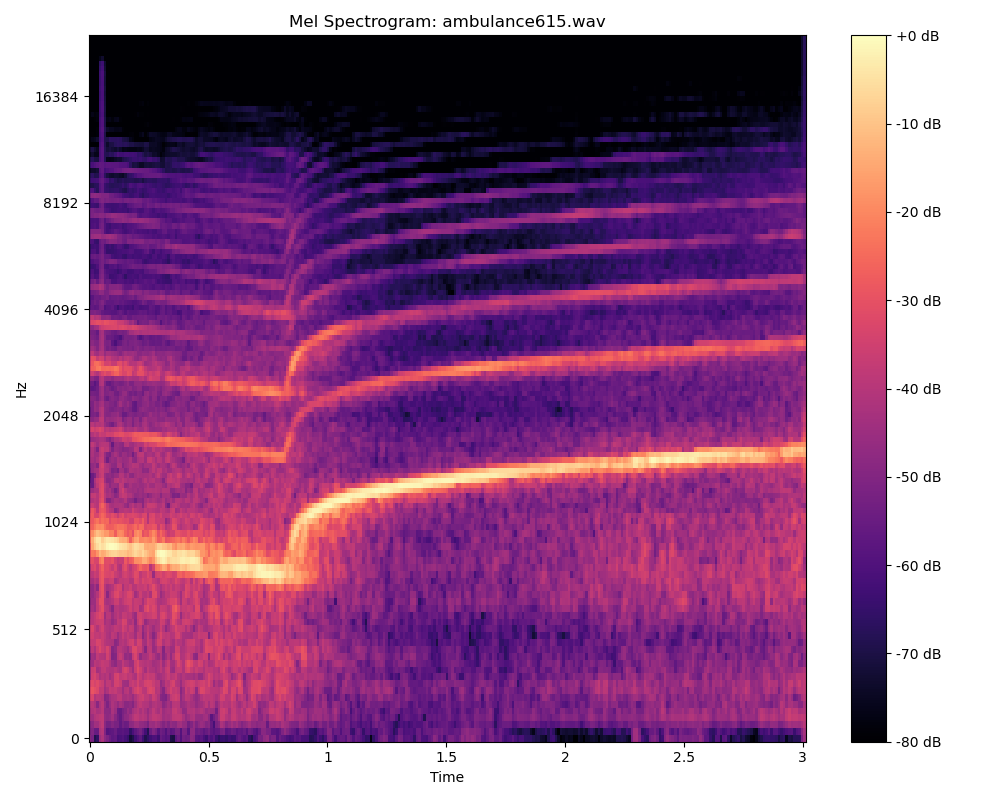 Mel Spectrogram: ambulance615.wav
+0 dB
16384
-10 dB
8192
-20 dB
4096
-30 dB
Hz
2048
-40 dB
1024
-50 dB
512
-60 dB
-70 dB
0
-80 dB
0 0.5 1 1.5 2 2.5 3
Time